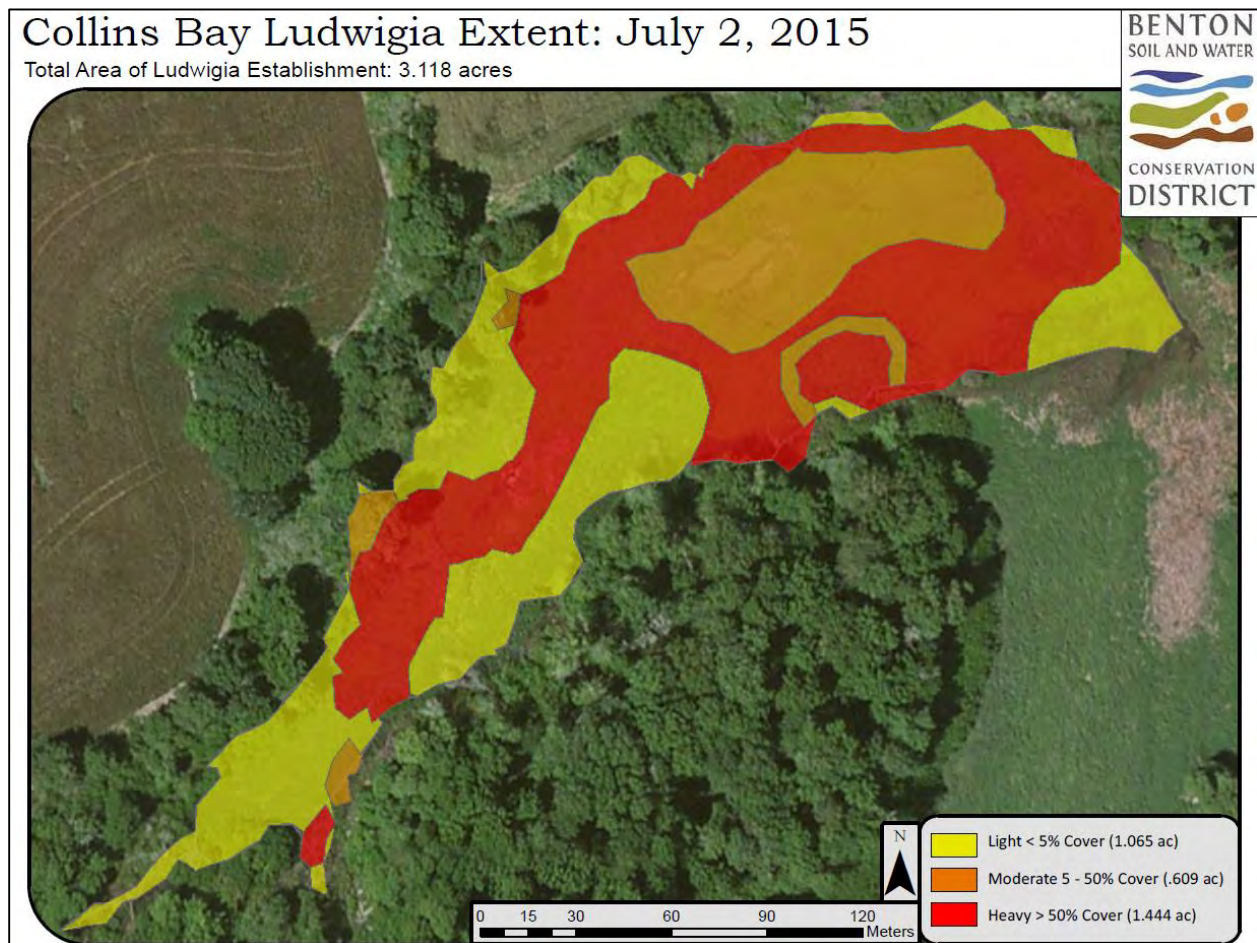 Collins Bay Ludwigia Extent: July 2, 2015
Total Area of Ludwigia Establishment: 3.118 acres
BENTON
SOIL AND WATER
CONSERVATION
DISTRICT
N
Light < 5% Cover (1.065 ac)
Moderate 5 - 50% Cover (.609 ac)
Heavy > 50% Cover (1.444 ac)
0 15 30 60 90 120
Meters